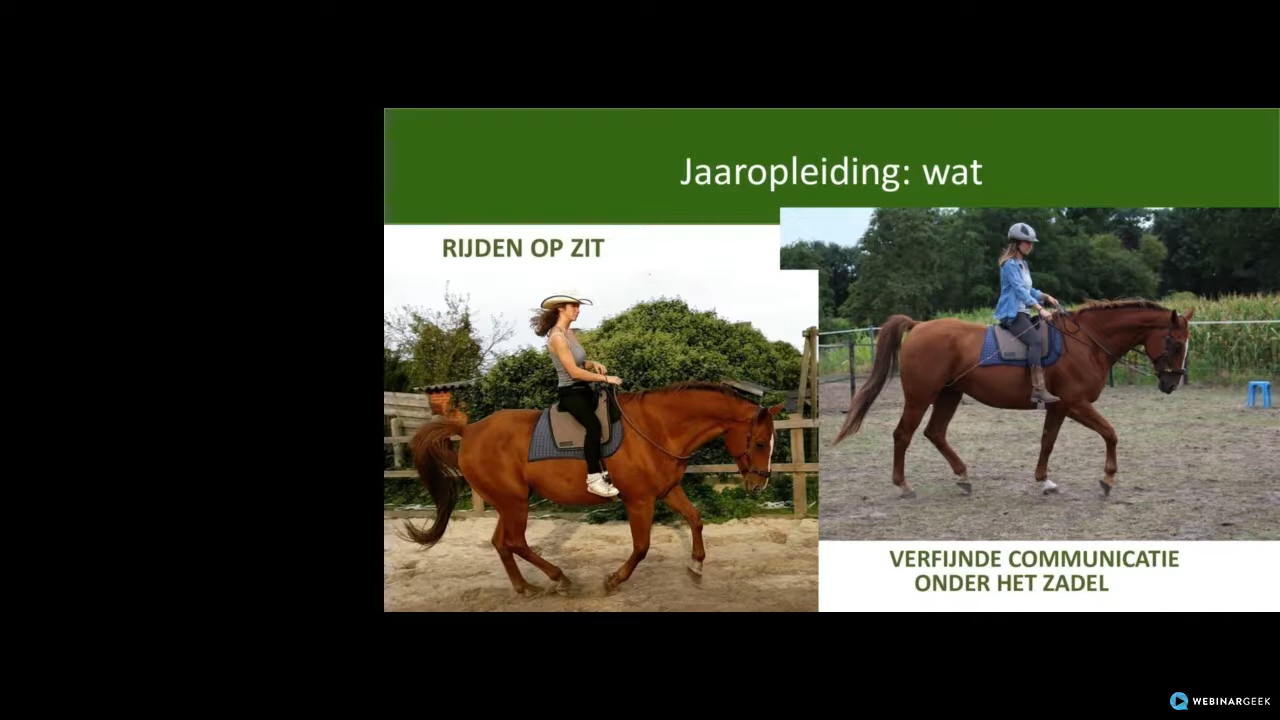 Jaaropleiding: wat
RIJDEN OP ZIT
VERFIJNDE COMMUNICATIE
ONDER HET ZADEL
WEBINARGEEK